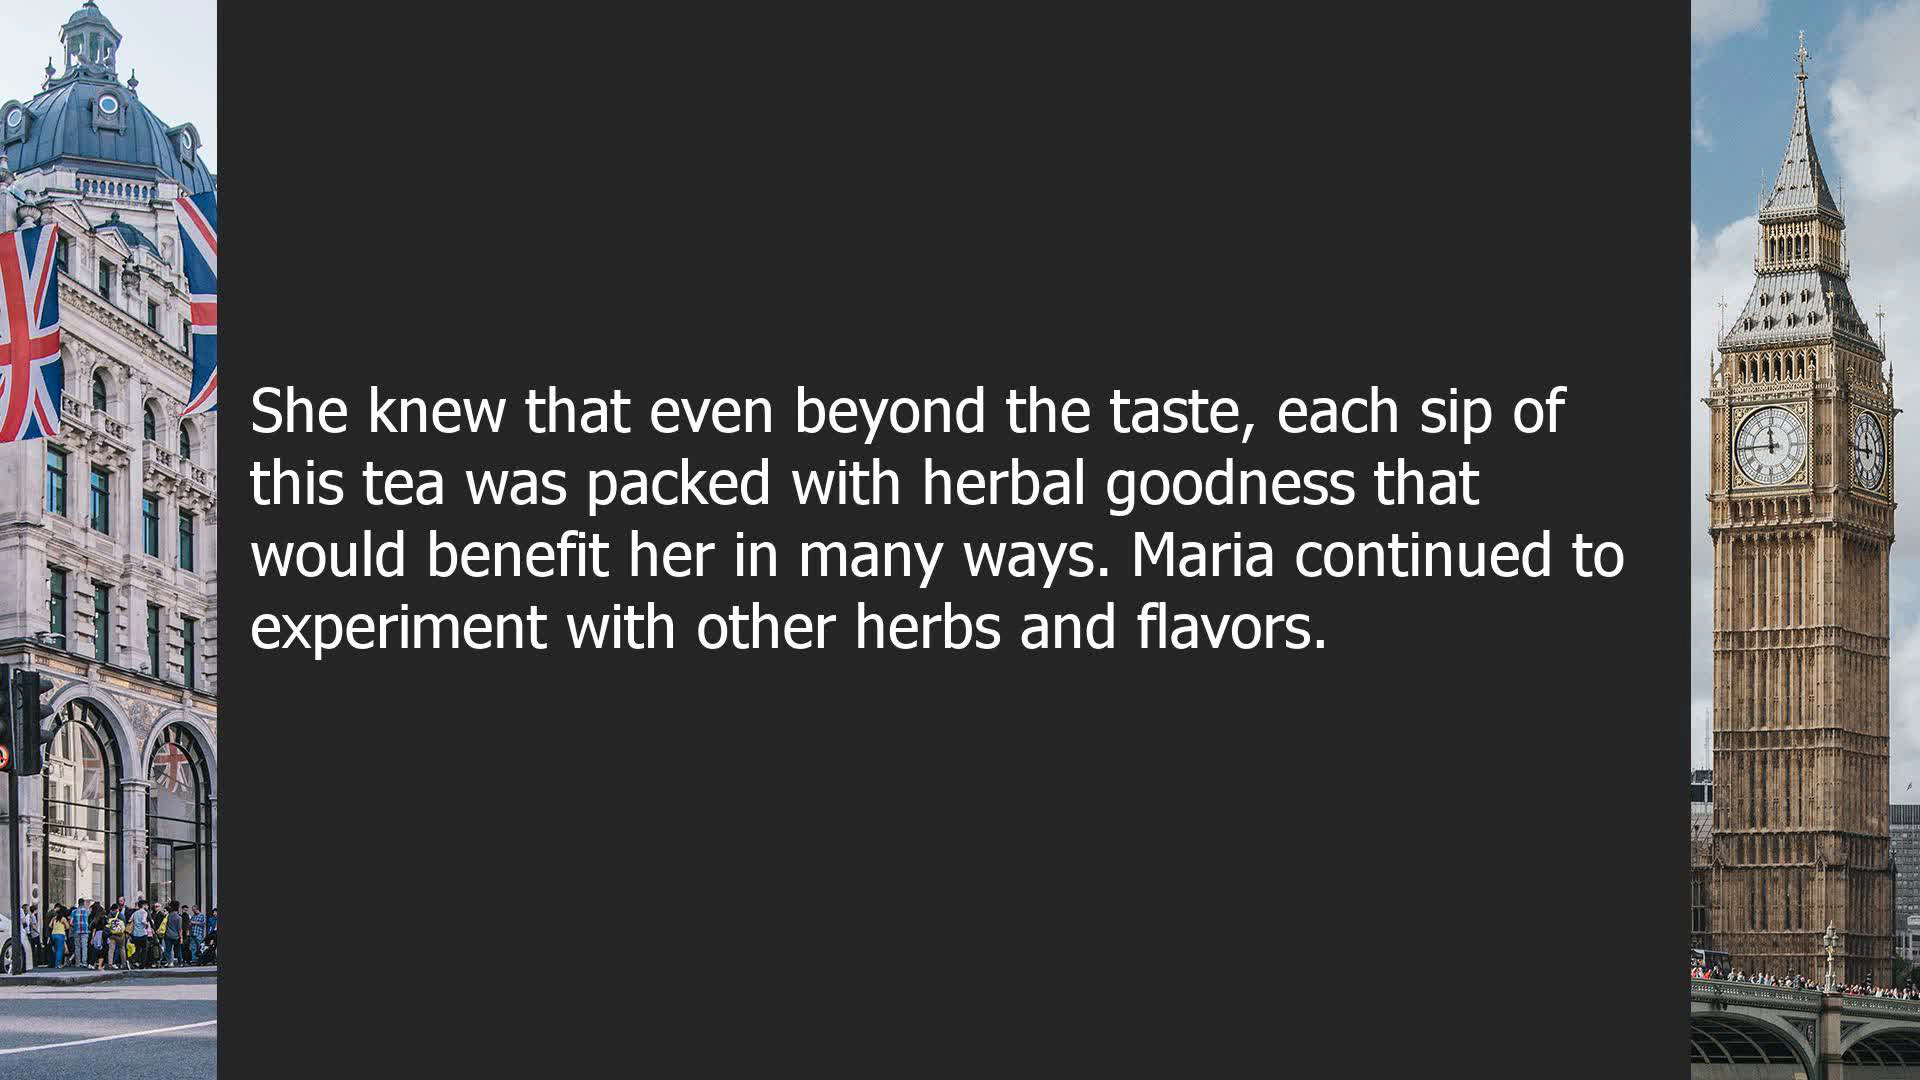 She knew that even beyond the taste, each sip of
this tea was packed with herbal goodness that
would benefit her in many ways. Maria continued to
experiment with other herbs and flavors.